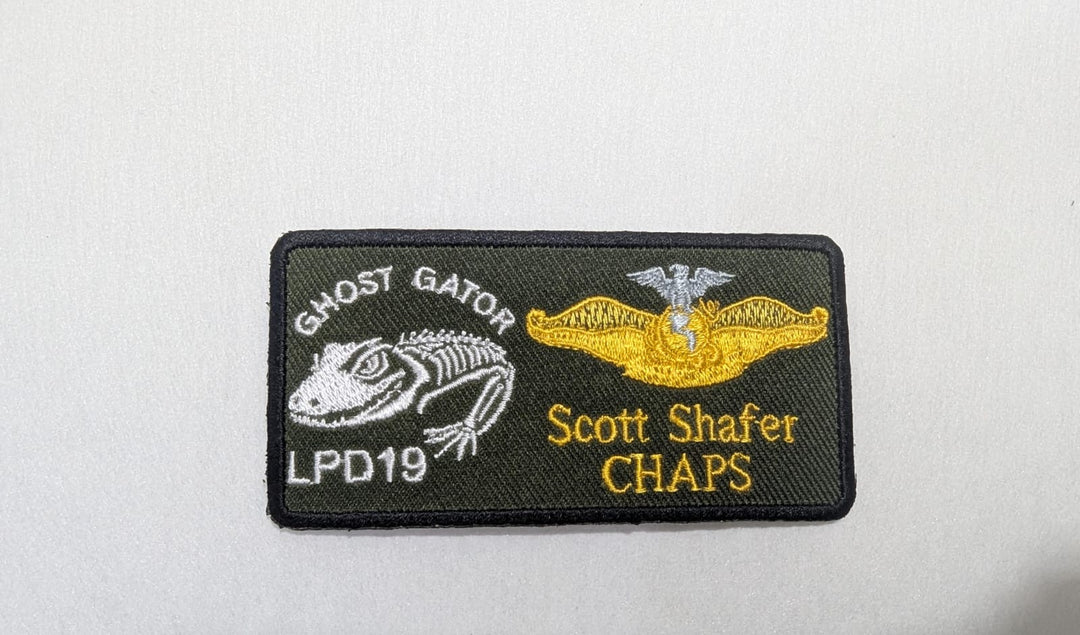 GHOST GATOR
LPD19
Scott Shafer
CHAPS